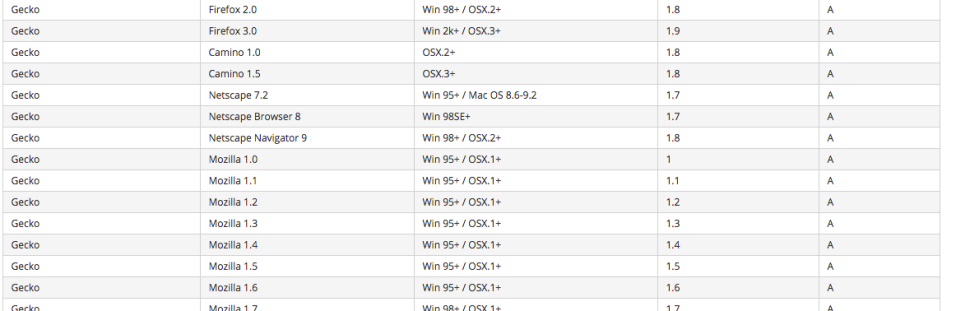 Gecko Firefox 2.0 Win 98+ / OSX.2+ 1.8 A
Gecko Firefox 3.0 Win 2k+ / OSX.3+ 1.9 A
Gecko Camino 1.0 OSX.2+ 1.8 A
Gecko Camino 1.5 OSX.3+ 1.8 A
Gecko Netscape 7.2 Win 95+ / Mac OS 8.6-9.2 1.7 A
Gecko Netscape Browser 8 Win 98SE+ 1.7 A
Gecko Netscape Navigator 9 Win 98+ / OSX.2+ 1.8 A
Gecko Mozilla 1.0 Win 95+ / OSX.1+ 1 A
Gecko Mozilla 1.1 Win 95+ / OSX.1+ 1.1 A
Gecko Mozilla 1.2 Win 95+ / OSX.1+ 1.2 A
Gecko Mozilla 1.3 Win 95+ / OSX.1+ 1.3 A
Gecko Mozilla 1.4 Win 95+ / OSX.1+ 1.4 A
Gecko Mozilla 1.5 Win 95+ / OSX.1+ 1.5 A
Gecko Mozilla 1.6 Win 95+ / OSX.1+ 1.6 A
Gecko Mozilla 1.7 Win 98+ / OSX.1+ 1.7 A